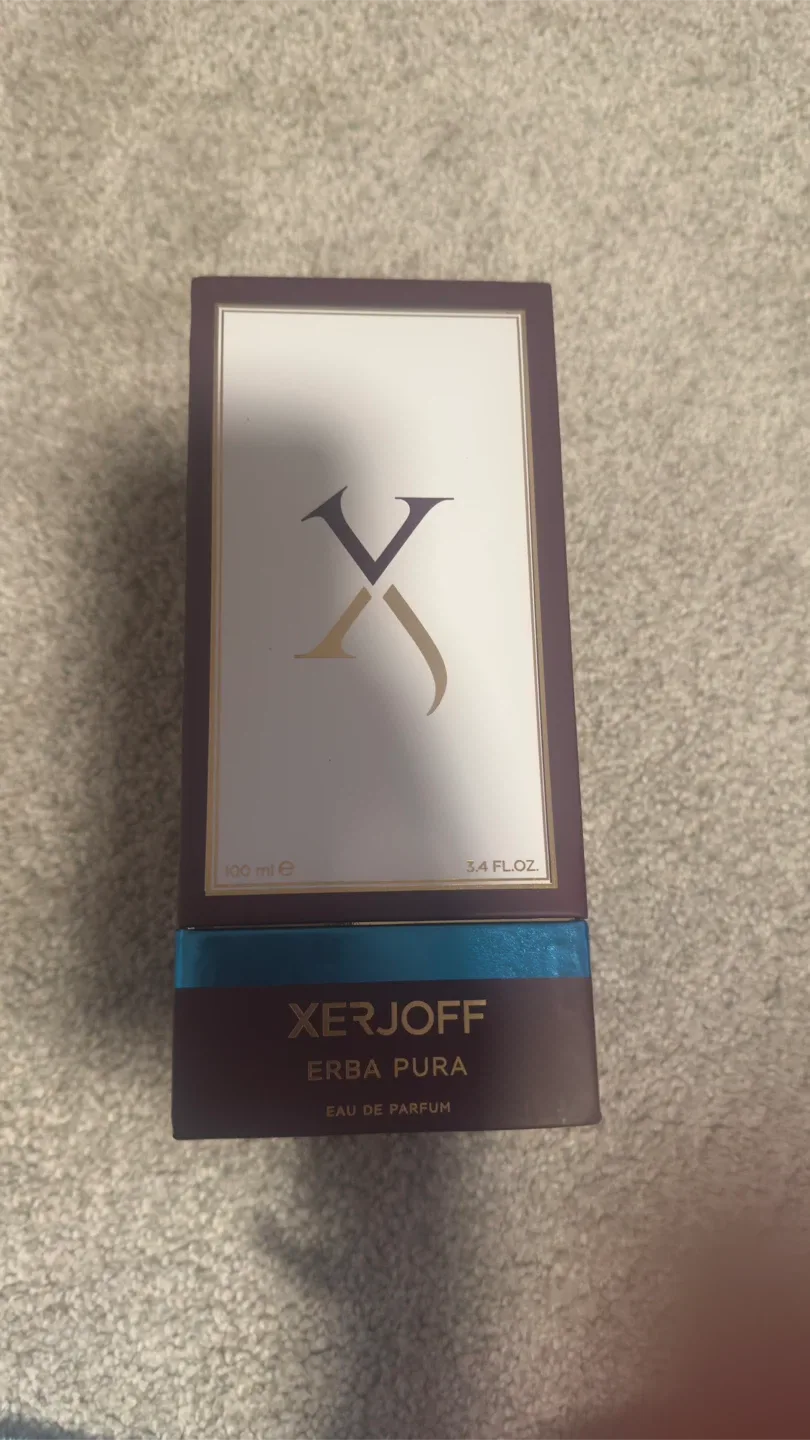 X
100 ml ℮
3.4 FL.OZ.
XERJOFF
ERBA PURA
EAU DE PARFUM